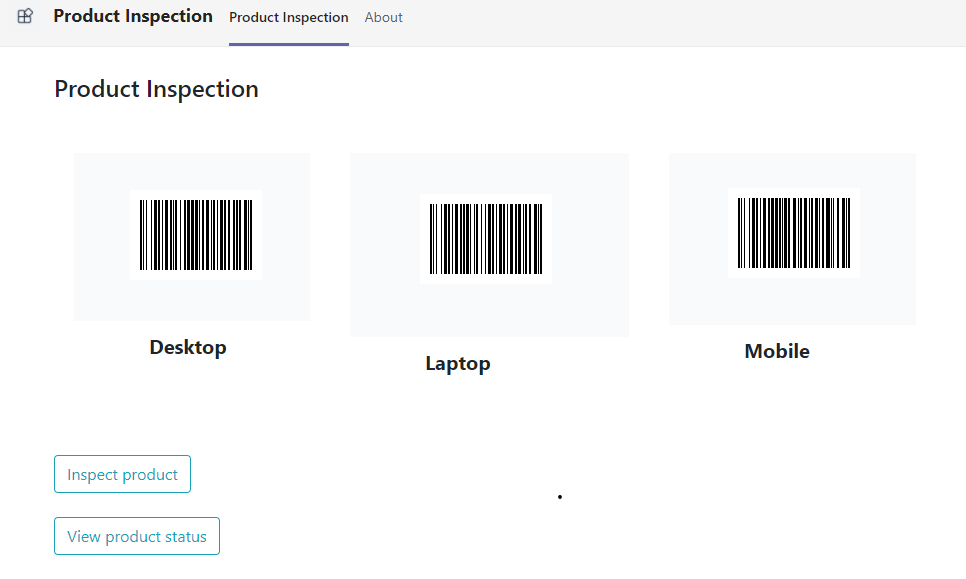 Product Inspection Product Inspection About
Product Inspection
Desktop
Laptop
Mobile
Inspect product
View product status